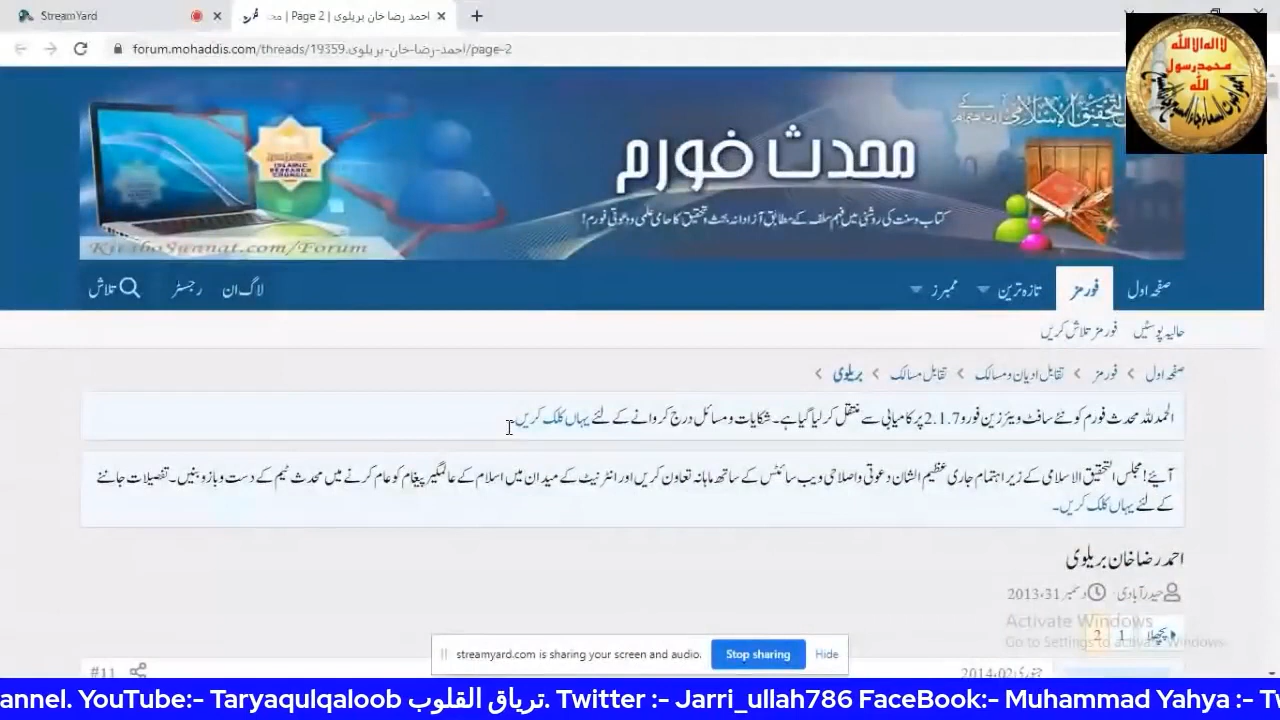 StreamYard
احمد رضا خان بریلوی | Page 2
forum.mohaddis.com/threads/احمد-رضا-خان-بریلوی.19359/page-2
لا اله الا الله
محمد رسول
الله
محدث فورم
کتاب وسنت کی روشنی میں فہم سلف کے مطابق آزادانہ بحث وتحقیق کا حامی علمی ودعوتی فورم!
ISLAMIC RESEARCH COUNCIL
KitaboSunnat.com/Forum
صفحہ اول فورمز تازہ ترین ممبرز لاگ ان رجسٹر تلاش
حالیہ پوسٹیں فورمز تلاش کریں
صفحہ اول فورمز تقابل ادیان ومسالک تقابل مسالک بریلوی
الحمدللہ محدث فورم کو نئے سافٹ ویئر زین فورو 2.1.7 پر کامیابی سے منتقل کر لیا گیا ہے۔ شکایات و مسائل درج کروانے کے لئے یہاں کلک کریں۔
آئیے! مجلس التحقیق الاسلامی کے زیر اہتمام جاری عظیم الشان دعوتی واصلاحی ویب سائٹس کے ساتھ ماہانہ تعاون کریں اور انٹر نیٹ کے میدان میں اسلام کے عالمگیر پیغام کو عام کرنے میں محدث ٹیم کے دست وبازو بنیں۔تفصیلات جاننے
کے لئے یہاں کلک کریں۔
احمد رضا خان بریلوی
حیدرآبادی دسمبر 31، 2013
پچھلا 1 2
Activate Windows
Go to Settings to activate Windows.
streamyard.com is sharing your screen and audio. Stop sharing Hide
#11
annel. YouTube:- Taryaqulqaloob ترياق القلوب. Twitter :- Jarri_ullah786 FaceBook:- Muhammad Yahya :- Tw